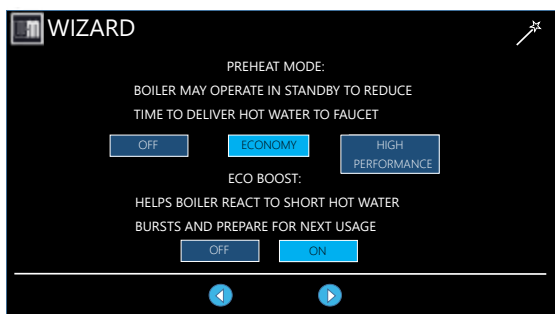 WIZARD
PREHEAT MODE:
BOILER MAY OPERATE IN STANDBY TO REDUCE
TIME TO DELIVER HOT WATER TO FAUCET
OFF ECONOMY HIGH
PERFORMANCE
ECO BOOST:
HELPS BOILER REACT TO SHORT HOT WATER
BURSTS AND PREPARE FOR NEXT USAGE
OFF ON